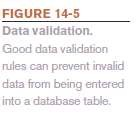 FIGURE 14-5
Data validation.
Good data validation
rules can prevent invalid
data from being entered
into a database table.